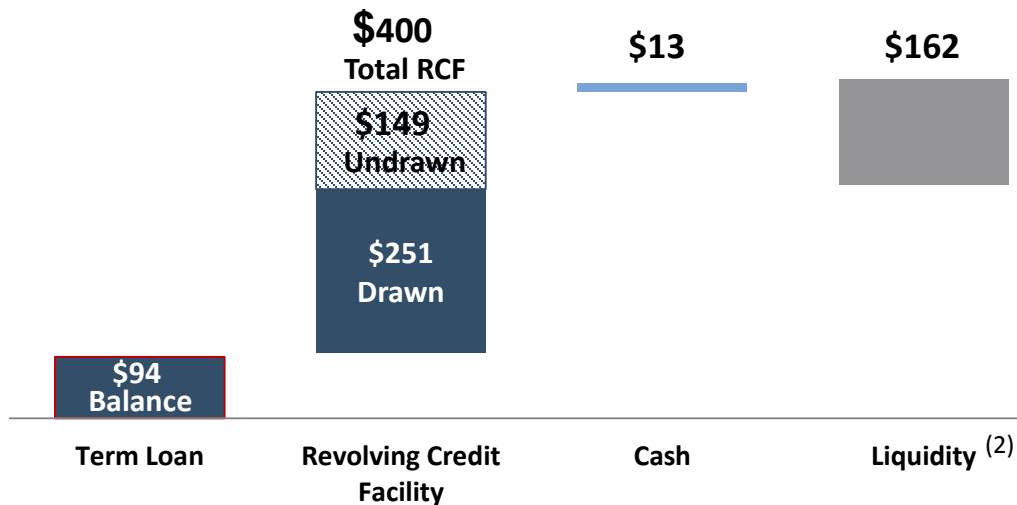 $400
Total RCF
$13
$162
$149
Undrawn
$251
Drawn
$94
Balance
Term Loan
Revolving Credit
Facility
Cash
Liquidity (2)